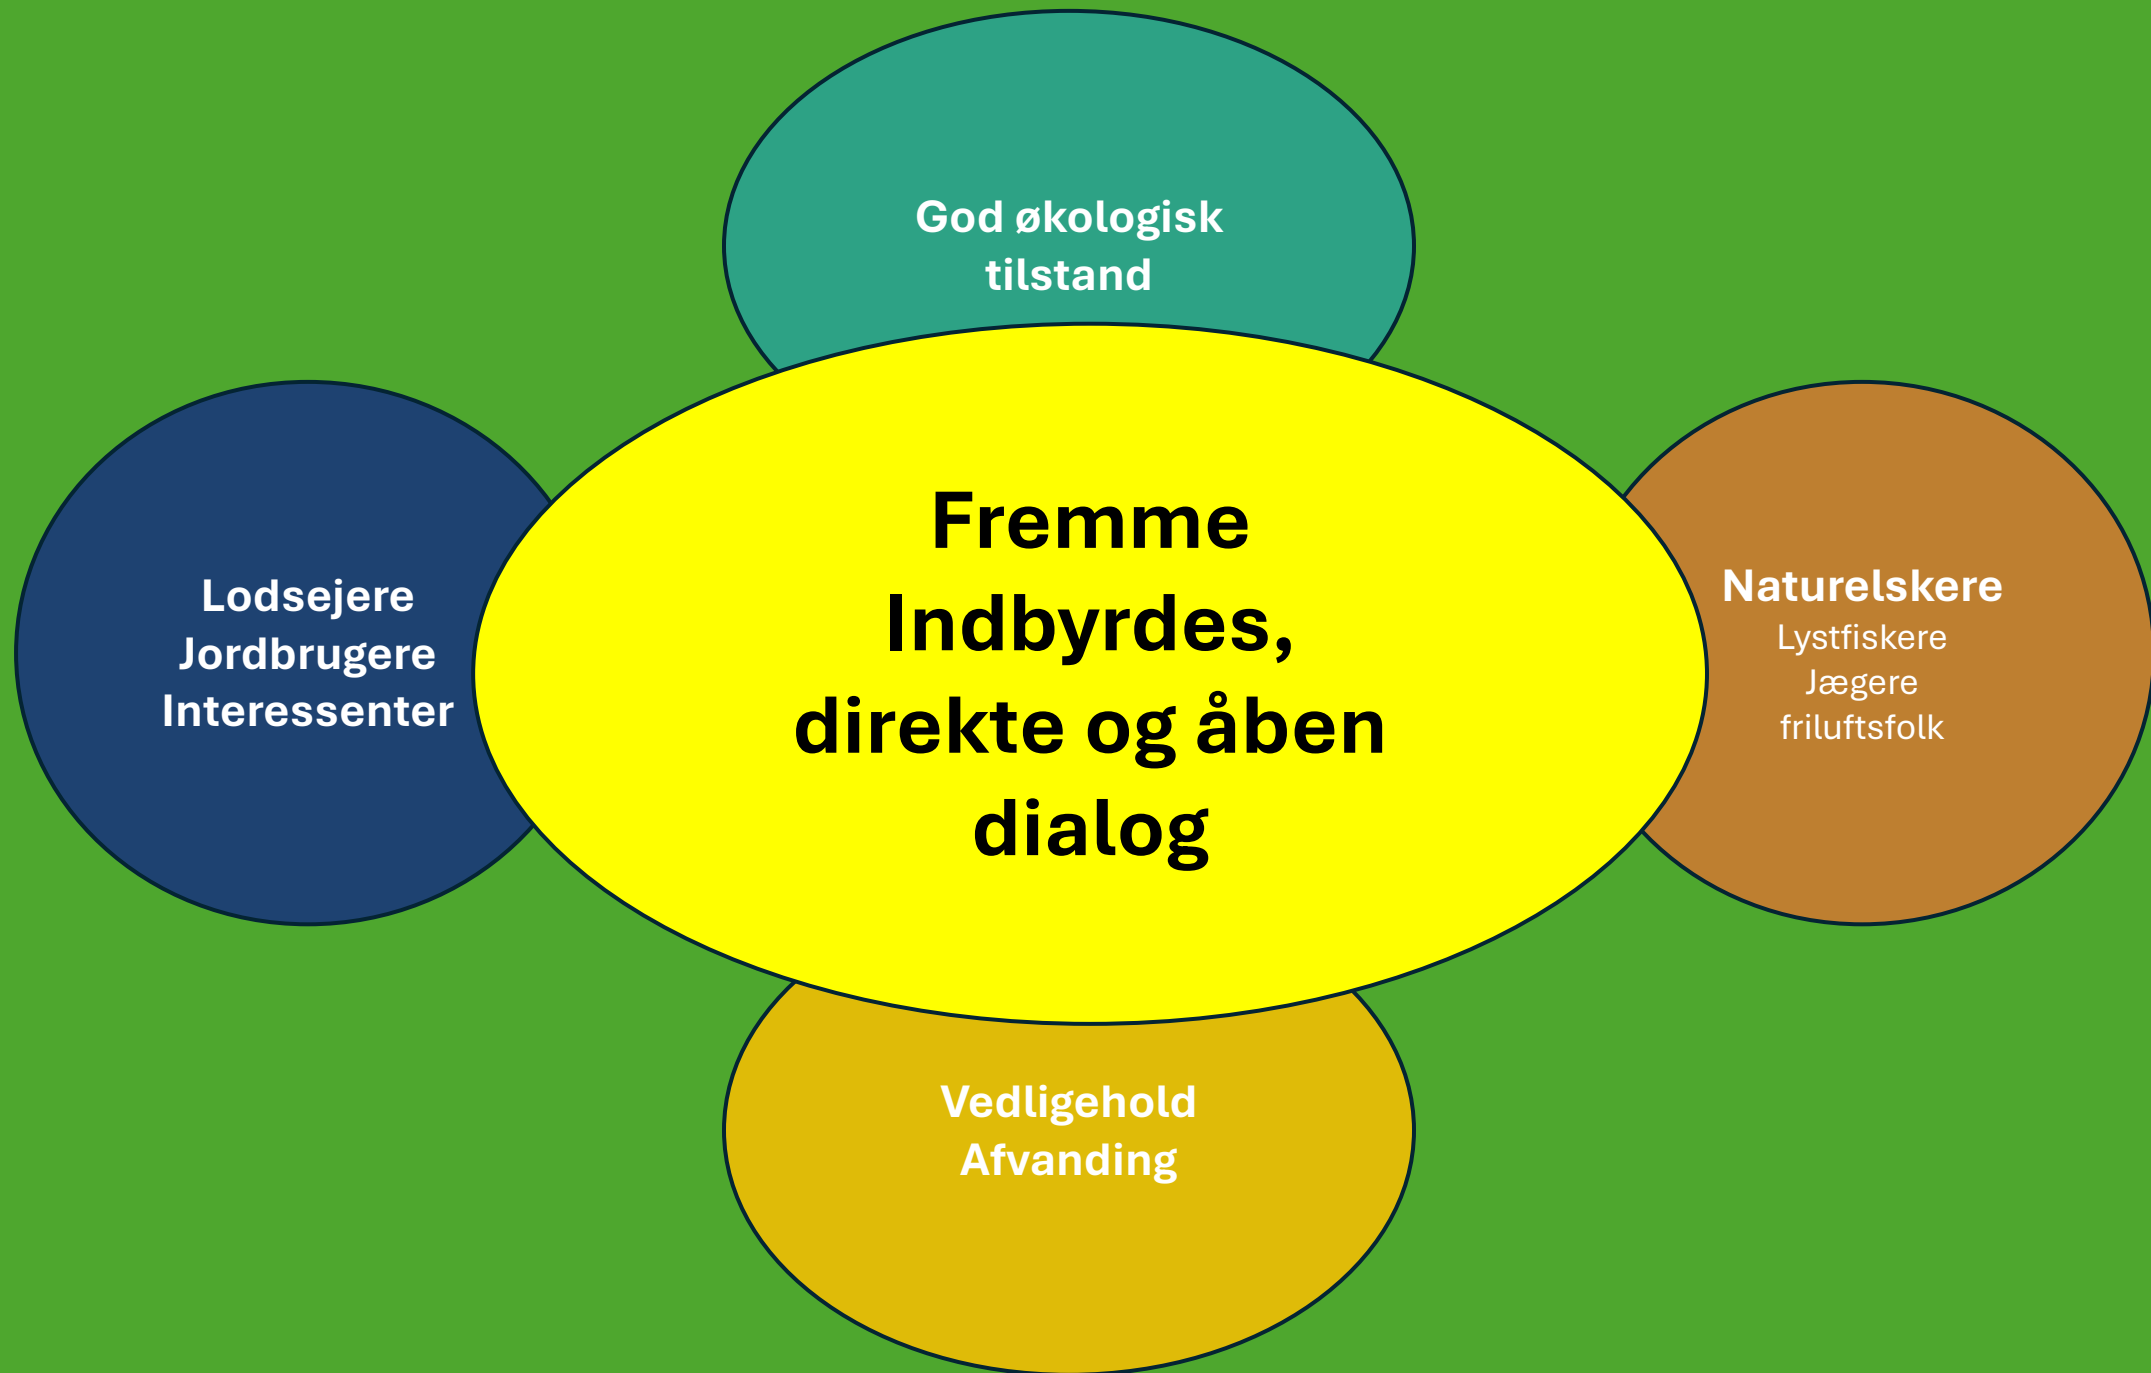 God økologisk
tilstand
Lodsejere
Jordbrugere
Interessenter
Fremme
Indbyrdes,
direkte og åben
dialog
Naturelskere
Lystfiskere
Jægere
friluftsfolk
Vedligehold
Afvanding